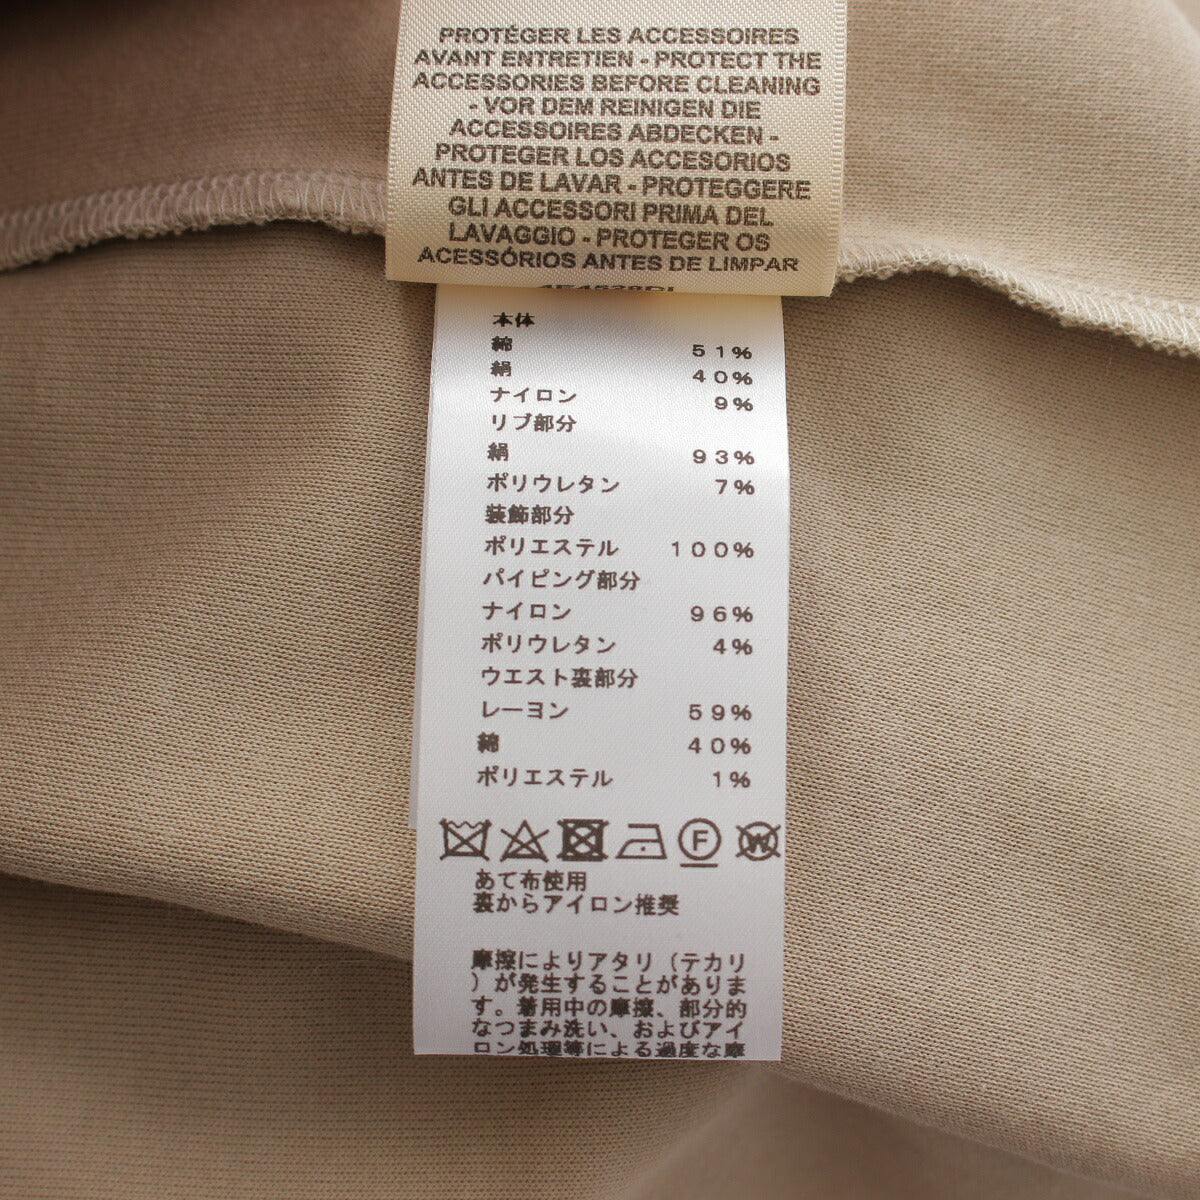 PROTÉGER LES ACCESSOIRES
AVANT ENTRETIEN - PROTECT THE
ACCESSORIES BEFORE CLEANING
- VOR DEM REINIGEN DIE
ACCESSOIRES ABDECKEN -
PROTEGER LOS ACCESORIOS
ANTES DE LAVAR - PROTEGGERE
GLI ACCESSORI PRIMA DEL
LAVAGGIO - PROTEGER OS
ACESSÓRIOS ANTES DE LIMPAR
本体
綿 51%
絹 40%
ナイロン 9%
リブ部分
絹 93%
ポリウレタン 7%
装飾部分
ポリエステル 100%
パイピング部分
ナイロン 96%
ポリウレタン 4%
ウエスト裏部分
レーヨン 59%
綿 40%
ポリエステル 1%
F W
あて布使用
裏からアイロン推奨
摩擦によりアタリ（テカリ
）が発生することがありま
す。着用中の摩擦、部分的
なつまみ洗い、およびアイ
ロン処理等による過度な摩